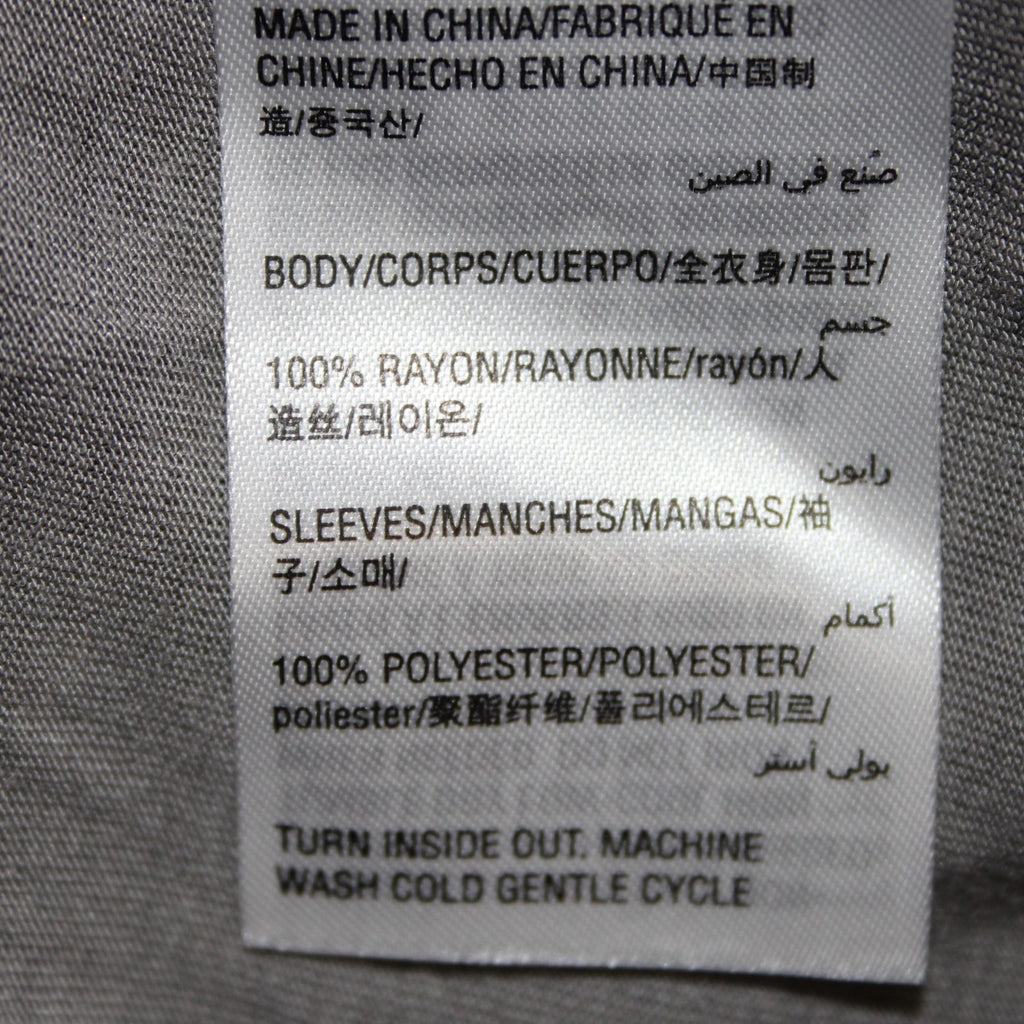 MADE IN CHINA/FABRIQUÉ EN
CHINE/HECHO EN CHINA/中国制
造/중국산/
صُنع في الصين
BODY/CORPS/CUERPO/全衣身/몸판/
جسم
100% RAYON/RAYONNE/rayón/人
造丝/레이온/
رايون
SLEEVES/MANCHES/MANGAS/袖
子/소매/
أكمام
100% POLYESTER/POLYESTER/
poliester/聚酯纤维/폴리에스테르/
بولي أستر
TURN INSIDE OUT. MACHINE
WASH COLD GENTLE CYCLE